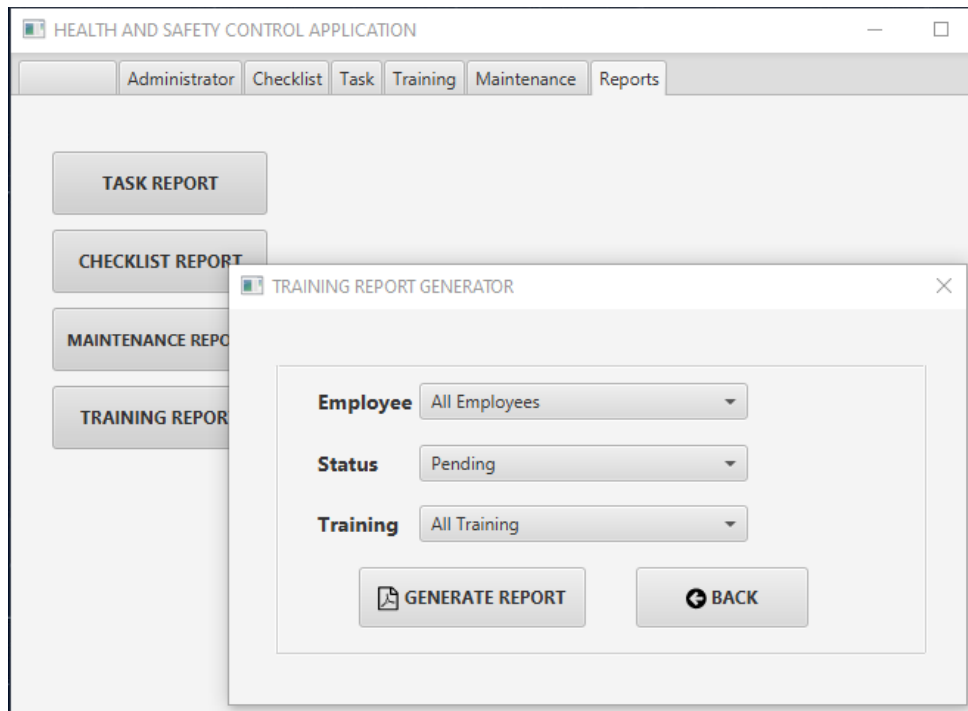 HEALTH AND SAFETY CONTROL APPLICATION
Administrator Checklist Task Training Maintenance Reports
TASK REPORT
CHECKLIST REPORT
MAINTENANCE REPO
TRAINING REPOR
TRAINING REPORT GENERATOR
Employee All Employees
Status Pending
Training All Training
GENERATE REPORT BACK